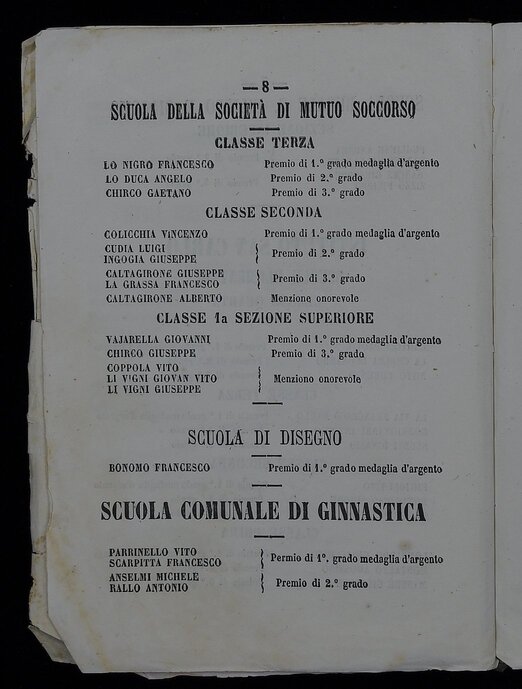 — 8 —
SCUOLA DELLA SOCIETÀ DI MUTUO SOCCORSO
CLASSE TERZA
LO NIGRO FRANCESCO Premio di 1.º grado medaglia d'argento
LO DUCA ANGELO Premio di 2.º grado
CHIRCO GAETANO Premio di 3.º grado
CLASSE SECONDA
COLICCHIA VINCENZO Premio di 1.º grado medaglia d'argento
CUDIA LUIGI
INGOGIA GIUSEPPE Premio di 2.º grado
CALTAGIRONE GIUSEPPE
LA GRASSA FRANCESCO Premio di 3.º grado
CALTAGIRONE ALBERTO Menzione onorevole
CLASSE 1a SEZIONE SUPERIORE
VAJARELLA GIOVANNI Premio di 1.º grado medaglia d'argento
CHIRCO GIUSEPPE Premio di 3.º grado
COPPOLA VITO
LI VIGNI GIOVAN VITO Menzione onorevole
LI VIGNI GIUSEPPE
SCUOLA DI DISEGNO
BONOMO FRANCESCO Premio di 1.º grado medaglia d'argento
SCUOLA COMUNALE DI GINNASTICA
PARRINELLO VITO
SCARPITTA FRANCESCO Permio di 1º. grado medaglia d'argento
ANSELMI MICHELE
RALLO ANTONIO Premio di 2.º grado